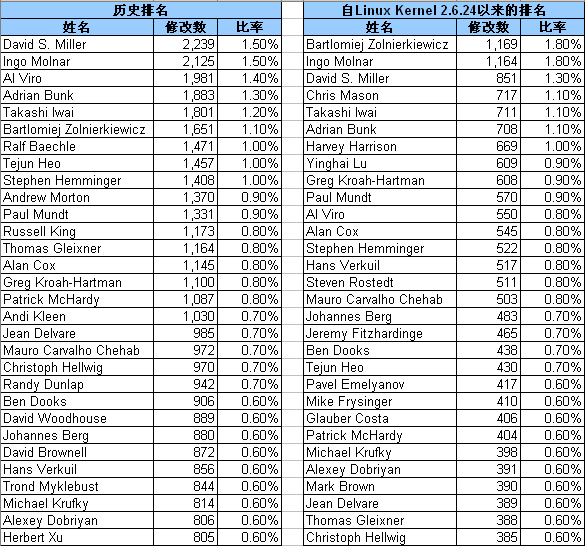 历史排名 自Linux Kernel 2.6.24以来的排名
姓名 修改数 比率 姓名 修改数 比率
David S. Miller 2,239 1.50% Bartlomiej Zolnierkiewicz 1,169 1.80%
Ingo Molnar 2,125 1.50% Ingo Molnar 1,164 1.80%
Al Viro 1,981 1.40% David S. Miller 851 1.30%
Adrian Bunk 1,883 1.30% Chris Mason 717 1.10%
Takashi Iwai 1,801 1.20% Takashi Iwai 711 1.10%
Bartlomiej Zolnierkiewicz 1,651 1.10% Adrian Bunk 708 1.10%
Ralf Baechle 1,471 1.00% Harvey Harrison 669 1.00%
Tejun Heo 1,457 1.00% Yinghai Lu 609 0.90%
Stephen Hemminger 1,408 1.00% Greg Kroah-Hartman 608 0.90%
Andrew Morton 1,370 0.90% Paul Mundt 570 0.90%
Paul Mundt 1,331 0.90% Al Viro 550 0.80%
Russell King 1,173 0.80% Alan Cox 545 0.80%
Thomas Gleixner 1,164 0.80% Stephen Hemminger 522 0.80%
Alan Cox 1,145 0.80% Hans Verkuil 517 0.80%
Greg Kroah-Hartman 1,100 0.80% Steven Rostedt 511 0.80%
Patrick McHardy 1,087 0.80% Mauro Carvalho Chehab 503 0.80%
Andi Kleen 1,030 0.70% Johannes Berg 483 0.70%
Jean Delvare 985 0.70% Jeremy Fitzhardinge 465 0.70%
Mauro Carvalho Chehab 972 0.70% Ben Dooks 438 0.70%
Christoph Hellwig 970 0.70% Tejun Heo 430 0.70%
Randy Dunlap 942 0.70% Pavel Emelyanov 417 0.60%
Ben Dooks 906 0.60% Mike Frysinger 410 0.60%
David Woodhouse 889 0.60% Glauber Costa 406 0.60%
Johannes Berg 880 0.60% Patrick McHardy 404 0.60%
David Brownell 872 0.60% Michael Krufky 398 0.60%
Hans Verkuil 856 0.60% Alexey Dobriyan 391 0.60%
Trond Myklebust 844 0.60% Mark Brown 390 0.60%
Michael Krufky 814 0.60% Jean Delvare 389 0.60%
Alexey Dobriyan 806 0.60% Thomas Gleixner 388 0.60%
Herbert Xu 805 0.60% Christoph Hellwig 385 0.60%